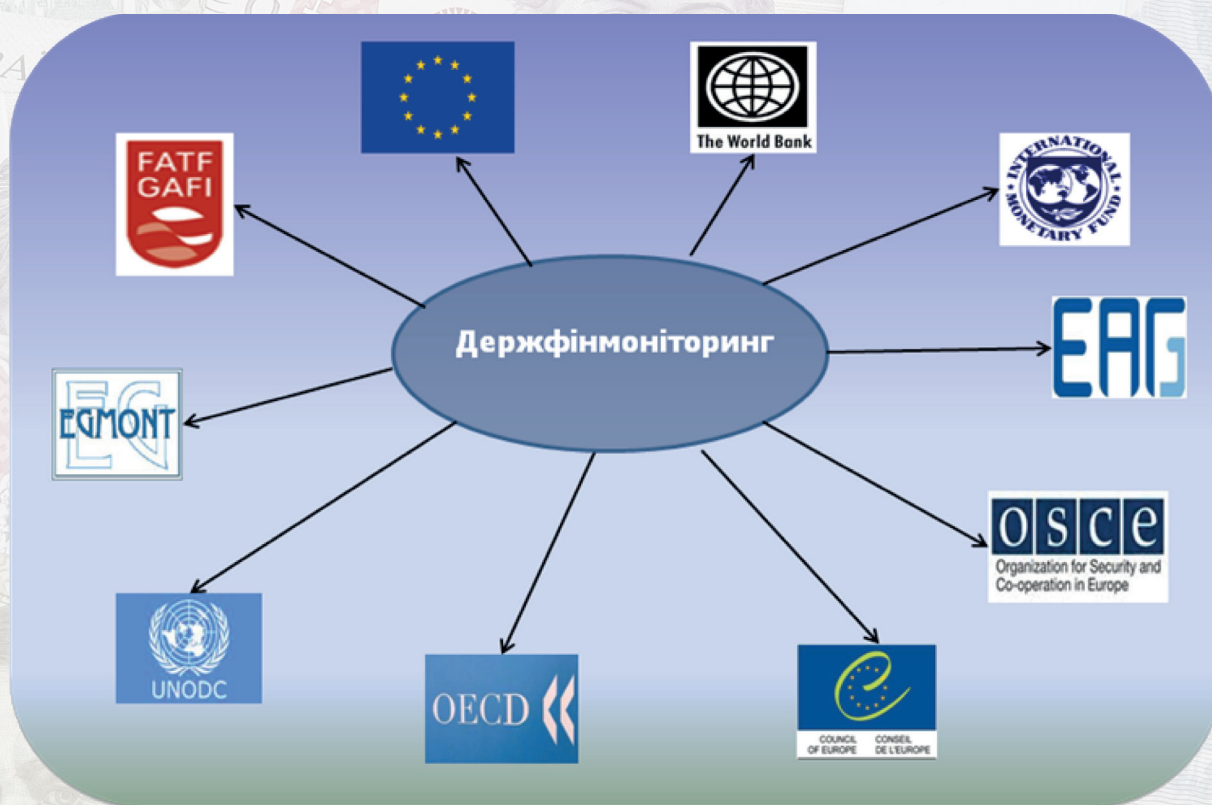 The World Bank
FATF
GAFI
INTERNATIONAL
MONETARY FUND
Держфінмоніторинг
EAG
EGMONT
OSCE
Organization for Security and
Co-operation in Europe
UNODC
OECD
COUNCIL
OF EUROPE
CONSEIL
DE L'EUROPE